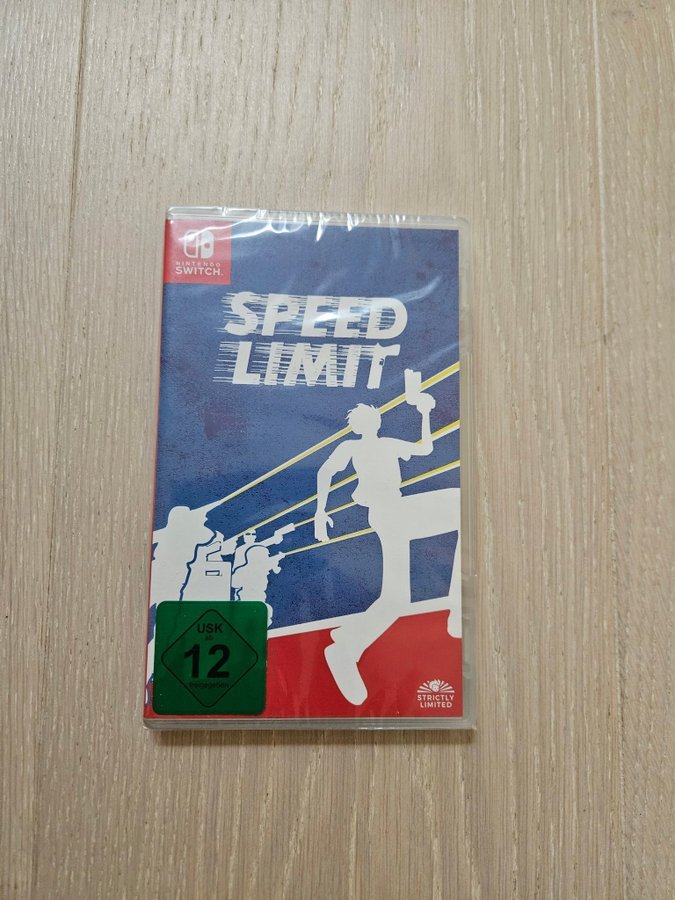 NINTENDO
SWITCH.
SPEED
LIMIT
USK
ab
12
freigegeben
STRICTLY
LIMITED